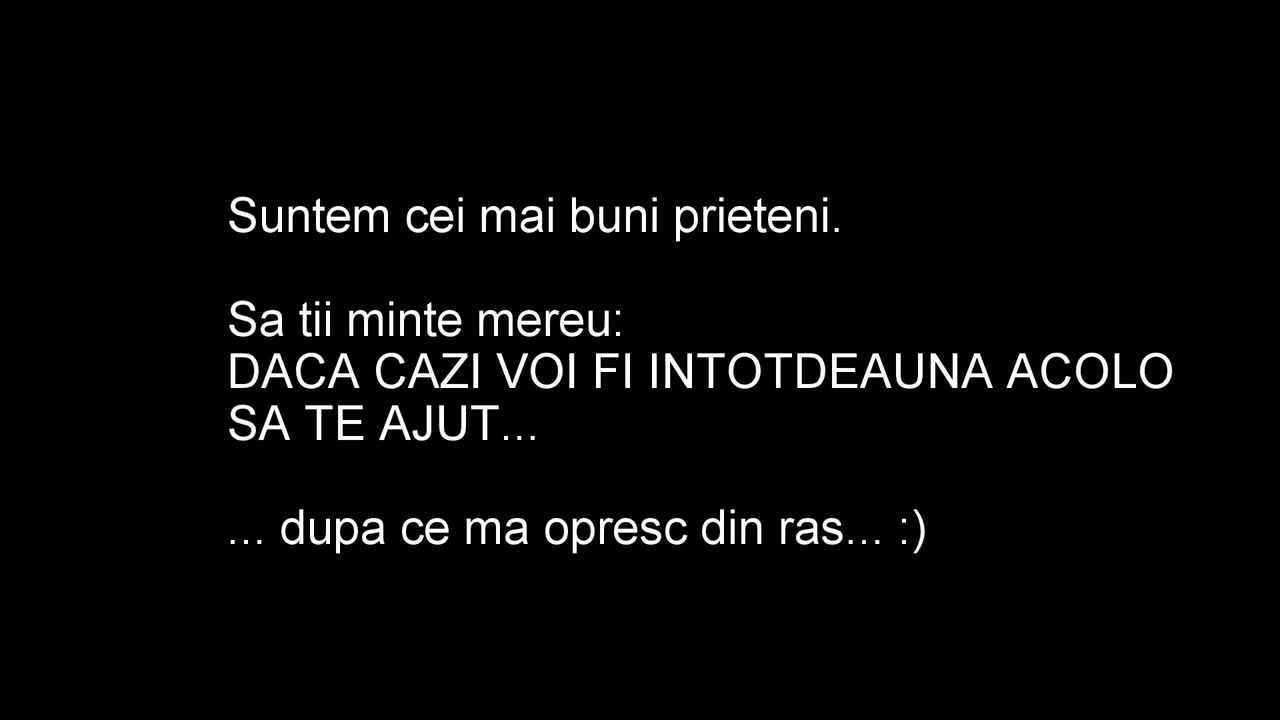 Suntem cei mai buni prieteni.
Sa tii minte mereu:
DACA CAZI VOI FI INTOTDEAUNA ACOLO
SA TE AJUT...
... dupa ce ma opresc din ras... :)